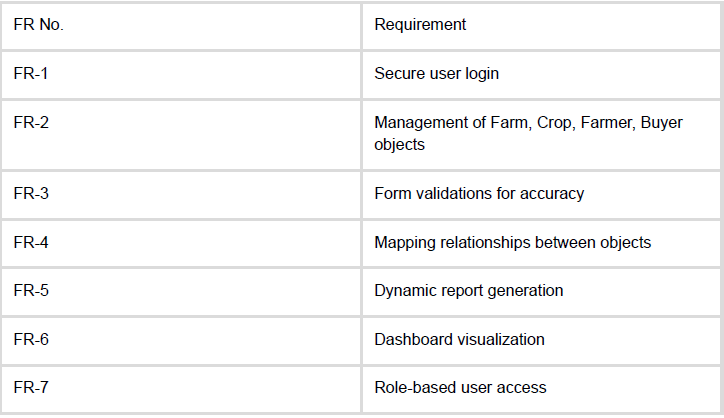 FR No.
Requirement
FR-1
Secure user login
FR-2
Management of Farm, Crop, Farmer, Buyer
objects
FR-3
Form validations for accuracy
FR-4
Mapping relationships between objects
FR-5
Dynamic report generation
FR-6
Dashboard visualization
FR-7
Role-based user access